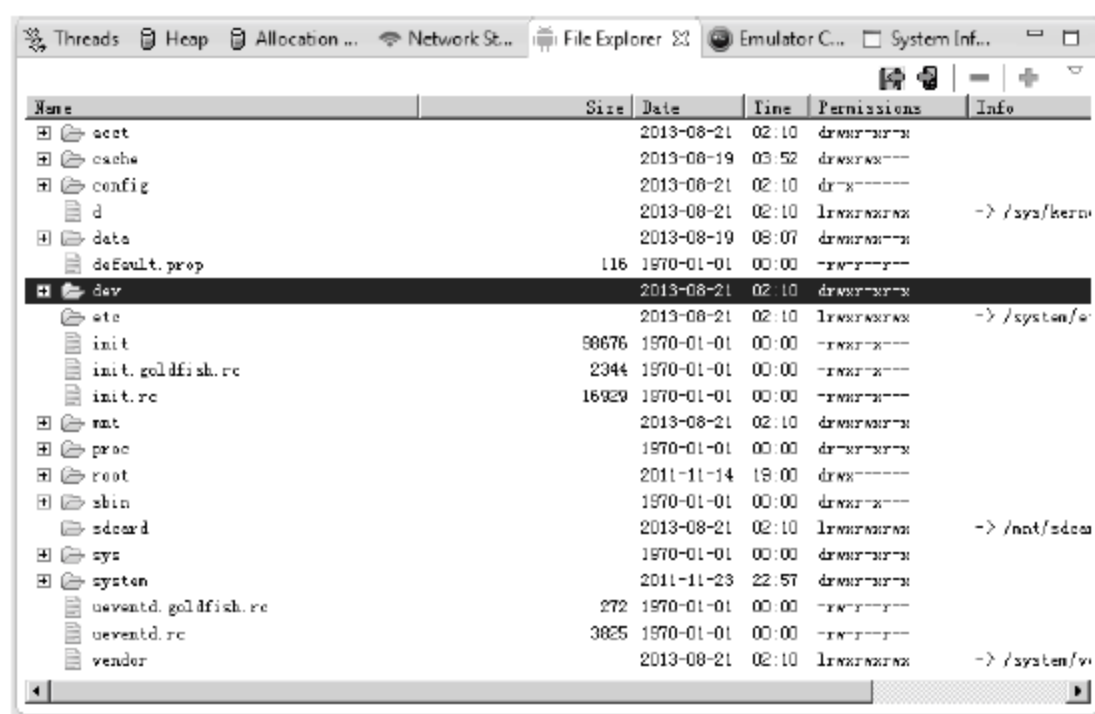 Threads Heap Allocation ... Network St... File Explorer Emulator C... System Inf...
Name Size Date Time Permissions Info
acct 2013-08-21 02:10 drwxr-xr-x
cache 2013-08-19 03:52 drwxrwx---
config 2013-08-21 02:10 dr-x------
d 2013-08-21 02:10 lrwxrwxrwx -> /sys/kern
data 2013-08-19 08:07 drwxrwx--x
default.prop 116 1970-01-01 00:00 -rw-r--r--
dev 2013-08-21 02:10 drwxr-xr-x
etc 2013-08-21 02:10 lrwxrwxrwx -> /system/e
init 98676 1970-01-01 00:00 -rwxr-x---
init.goldfish.rc 2344 1970-01-01 00:00 -rwxr-x---
init.rc 16929 1970-01-01 00:00 -rwxr-x---
mnt 2013-08-21 02:10 drwxrwxr-x
proc 1970-01-01 00:00 dr-xr-xr-x
root 2011-11-14 19:00 drwx------
sbin 1970-01-01 00:00 drwxr-x---
sdcard 2013-08-21 02:10 lrwxrwxrwx -> /mnt/sdca
sys 1970-01-01 00:00 drwxr-xr-x
system 2011-11-23 22:57 drwxr-xr-x
ueventd.goldfish.rc 272 1970-01-01 00:00 -rw-r--r--
ueventd.rc 3825 1970-01-01 00:00 -rw-r--r--
vendor 2013-08-21 02:10 lrwxrwxrwx -> /system/v